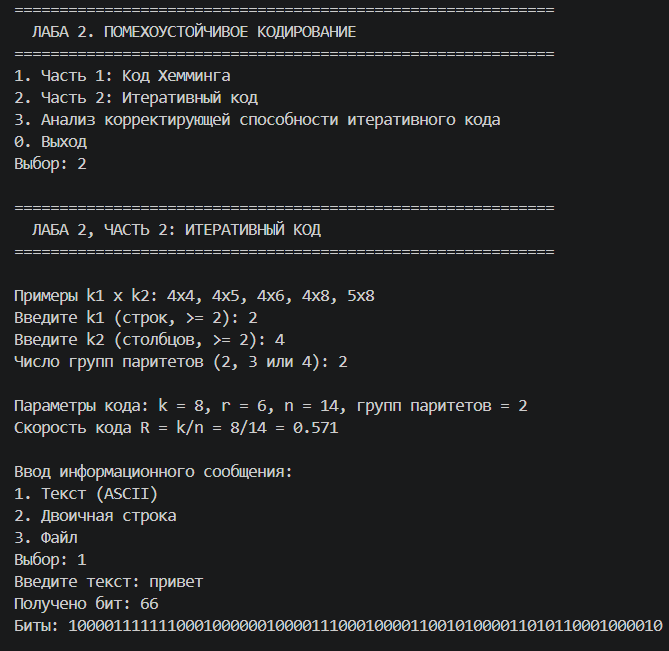 ============================================================
  ЛАБА 2. ПОМЕХОУСТОЙЧИВОЕ КОДИРОВАНИЕ
============================================================
1. Часть 1: Код Хемминга
2. Часть 2: Итеративный код
3. Анализ корректирующей способности итеративного кода
0. Выход
Выбор: 2
============================================================
  ЛАБА 2, ЧАСТЬ 2: ИТЕРАТИВНЫЙ КОД
============================================================
Примеры k1 x k2: 4x4, 4x5, 4x6, 4x8, 5x8
Введите k1 (строк, >= 2): 2
Введите k2 (столбцов, >= 2): 4
Число групп паритетов (2, 3 или 4): 2
Параметры кода: k = 8, r = 6, n = 14, групп паритетов = 2
Скорость кода R = k/n = 8/14 = 0.571
Ввод информационного сообщения:
1. Текст (ASCII)
2. Двоичная строка
3. Файл
Выбор: 1
Введите текст: привет
Получено бит: 66
Биты: 100001111111000100000010000111000100001100101000011010110001000010